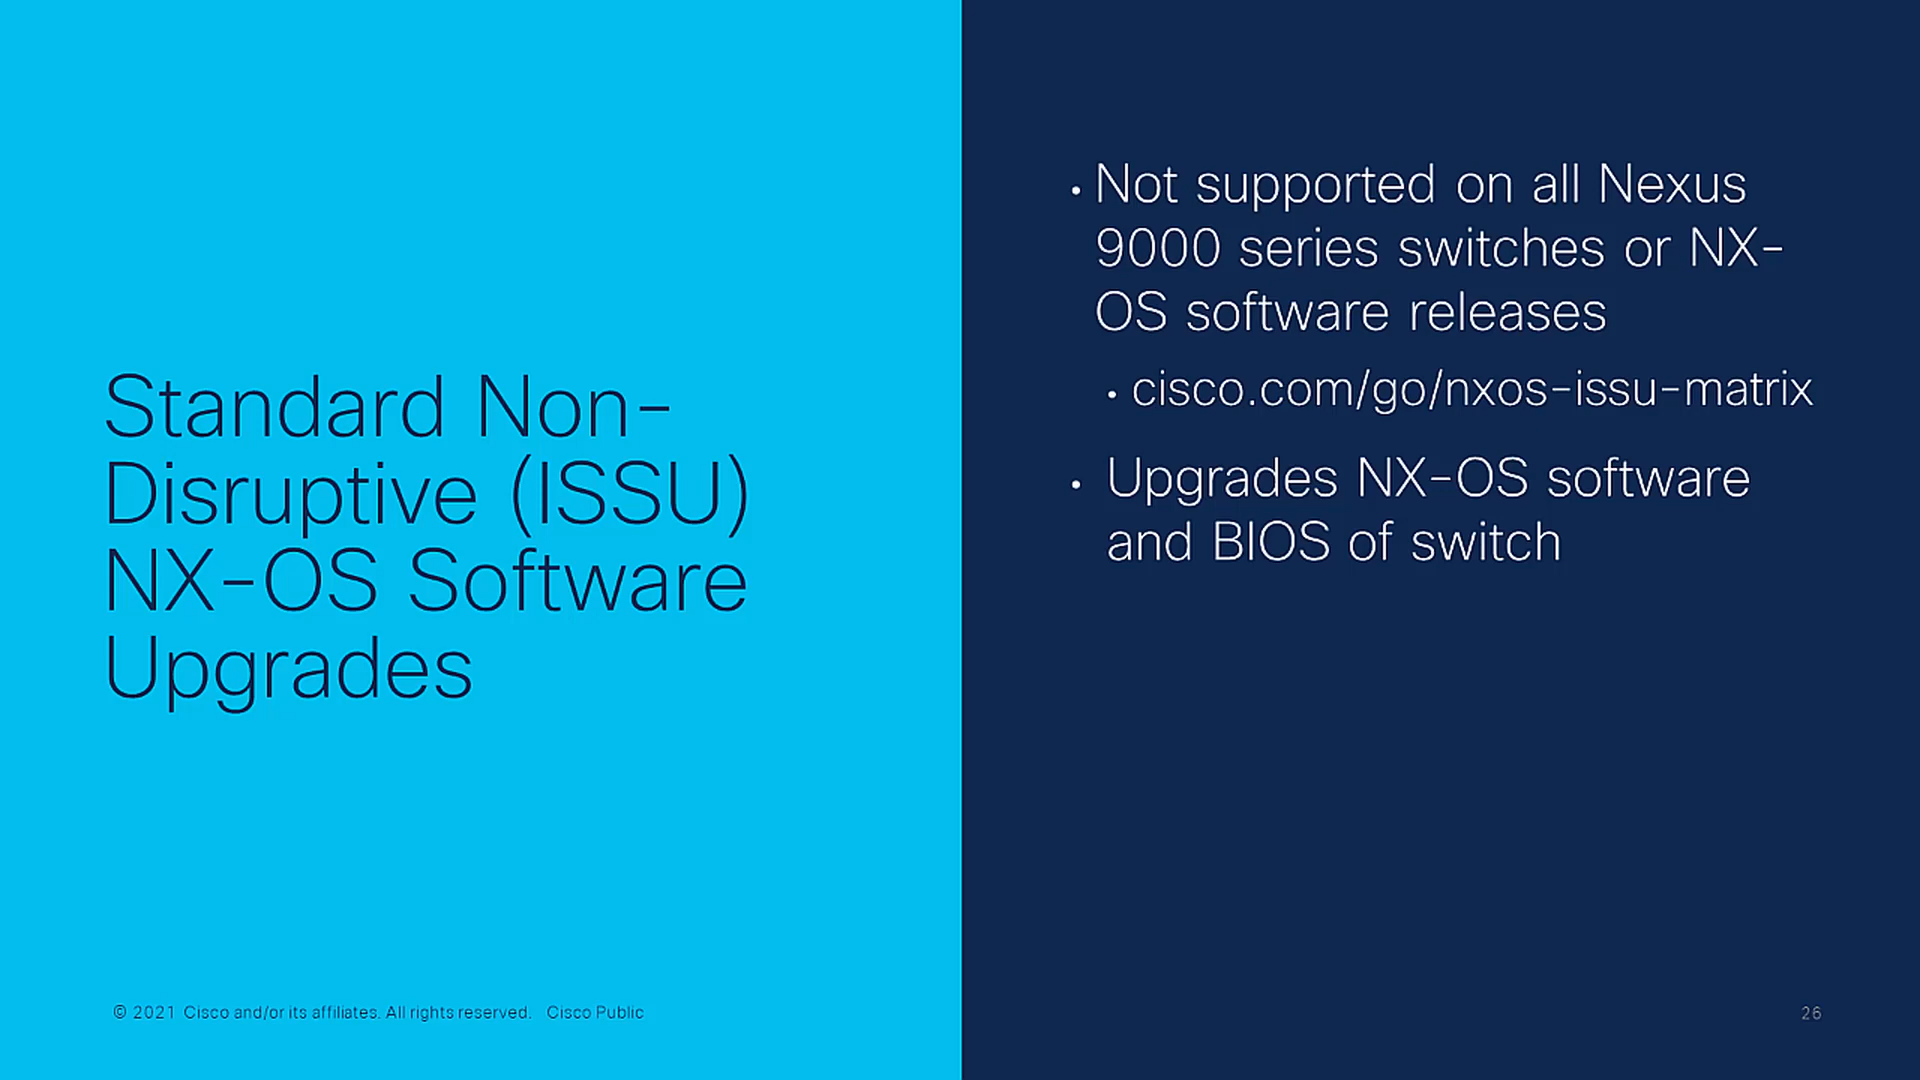 Standard Non-
Disruptive (ISSU)
NX-OS Software
Upgrades
• Not supported on all Nexus
9000 series switches or NX-
OS software releases
• cisco.com/go/nxos-issu-matrix
• Upgrades NX-OS software
and BIOS of switch
© 2021 Cisco and/or its affiliates. All rights reserved. Cisco Public
26